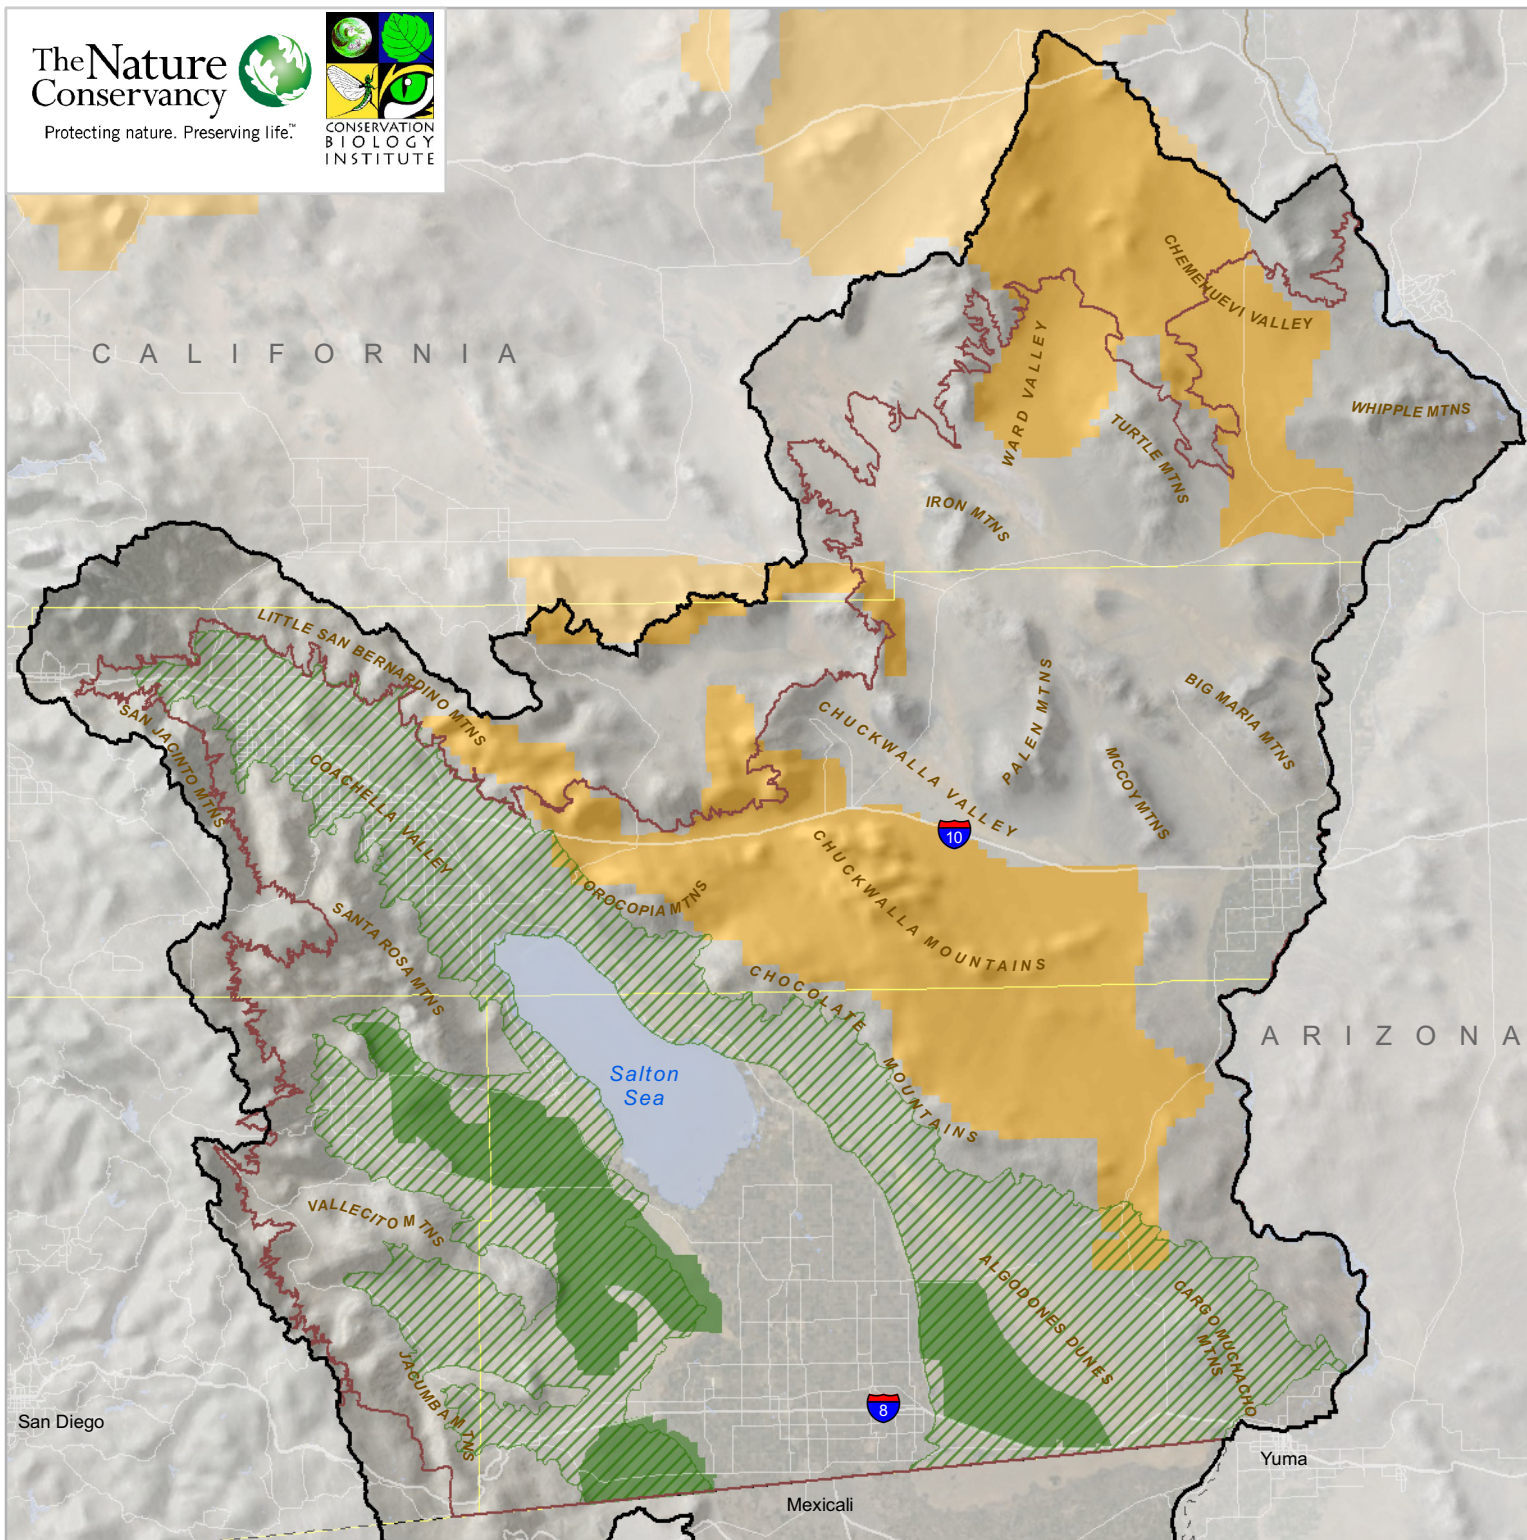 The Nature
Conservancy
Protecting nature. Preserving life.™
CONSERVATION
BIOLOGY
INSTITUTE
CALIFORNIA
CHEMEHUEVI VALLEY
WARD VALLEY
WHIPPLE MTNS
TURTLE MTNS
IRON MTNS
LITTLE SAN BERNARDINO MTNS
SAN JACINTO MTNS
COACHELLA VALLEY
CHUCKWALLA VALLEY
PALEN MTNS
BIG MARIA MTNS
MCCOY MTNS
10
CHUCKWALLA MOUNTAINS
OROCOPIA MTNS
SANTA ROSA MTNS
CHOCOLATE MOUNTAINS
ARIZONA
Salton
Sea
VALLECITO MTNS
ALGODONES DUNES
CARGO MUCHACHO
MTNS
JACUMBA MTNS
8
San Diego
Yuma
Mexicali